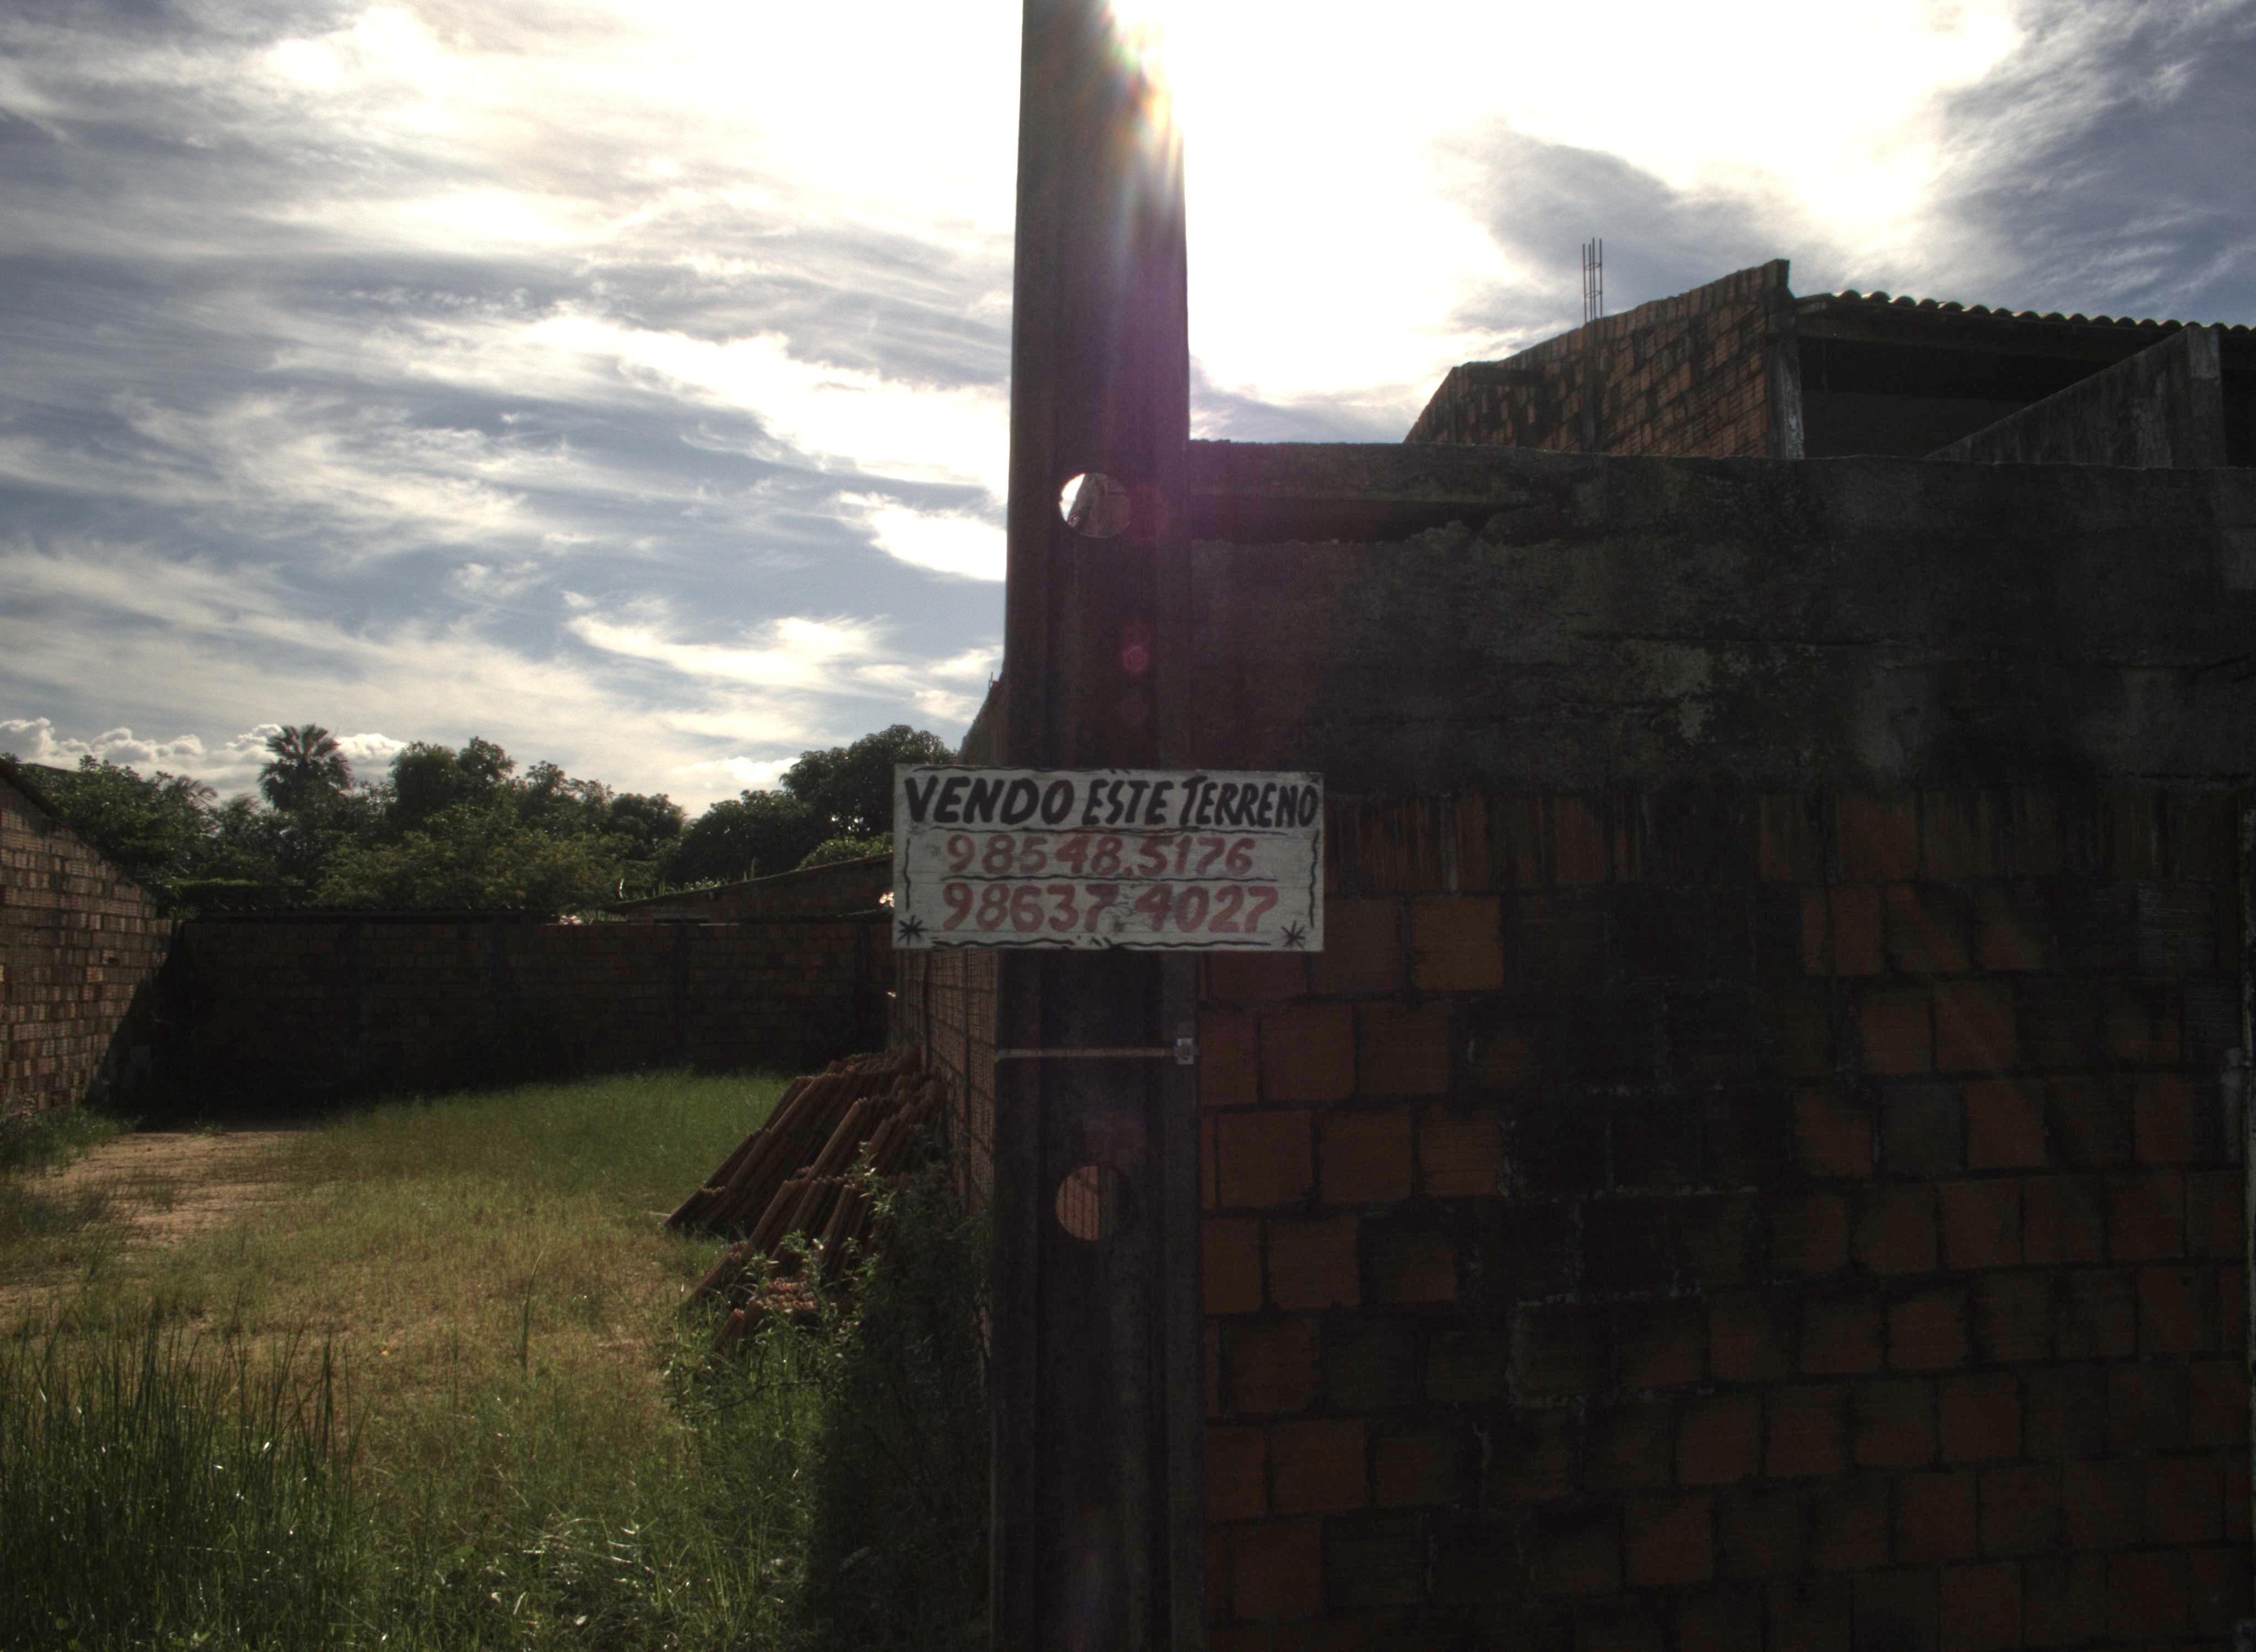 VENDO ESTE TERRENO
98548.5176
98637.4027